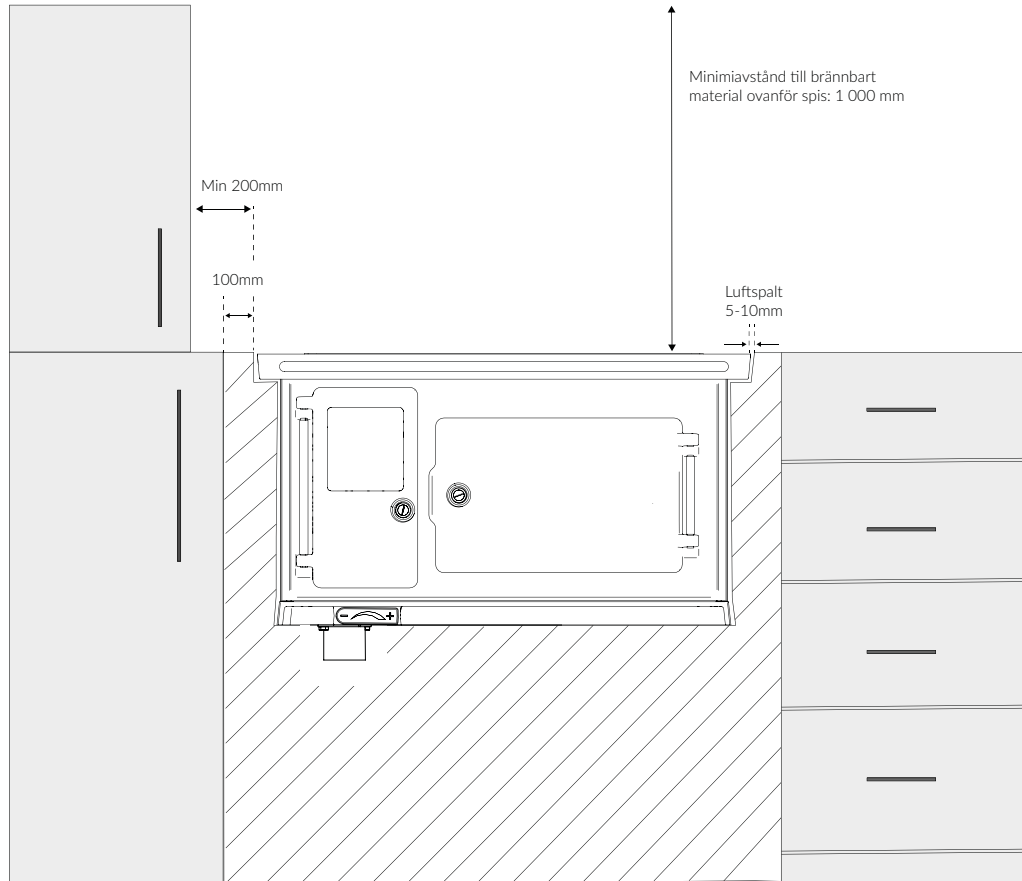 Minimiavstånd till brännbart
material ovanför spis: 1 000 mm
Min 200mm
100mm
Luftspalt
5-10mm
- +